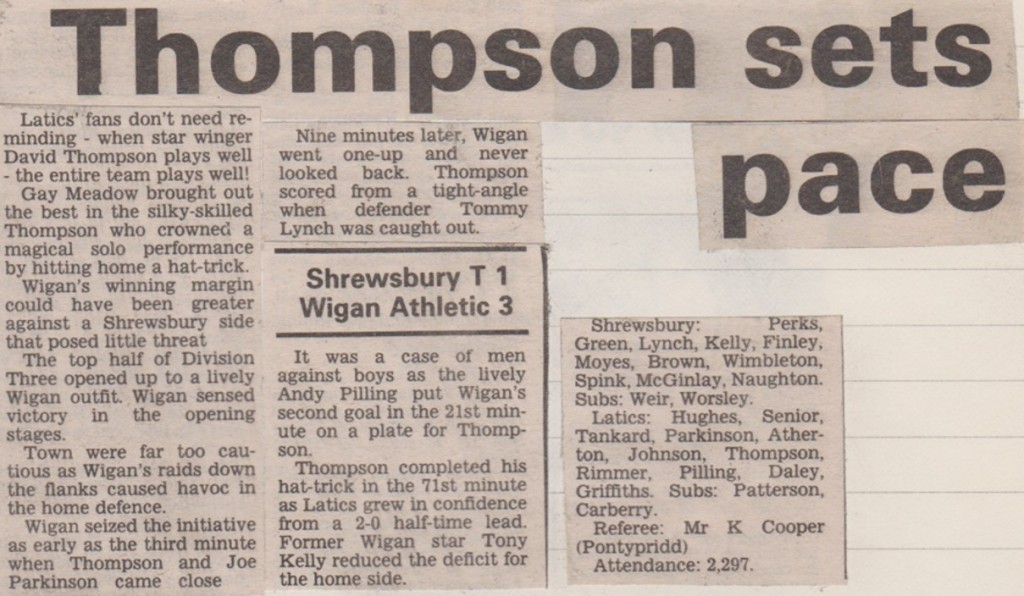 Thompson sets
pace
Latics' fans don't need re-
minding - when star winger
David Thompson plays well
- the entire team plays well!
Gay Meadow brought out
the best in the silky-skilled
Thompson who crowned a
magical solo performance
by hitting home a hat-trick.
Wigan's winning margin
could have been greater
against a Shrewsbury side
that posed little threat
The top half of Division
Three opened up to a lively
Wigan outfit. Wigan sensed
victory in the opening
stages.
Town were far too cau-
tious as Wigan's raids down
the flanks caused havoc in
the home defence.
Wigan seized the initiative
as early as the third minute
when Thompson and Joe
Parkinson came close
Nine minutes later, Wigan
went one-up and never
looked back. Thompson
scored from a tight-angle
when defender Tommy
Lynch was caught out.
Shrewsbury T 1
Wigan Athletic 3
It was a case of men
against boys as the lively
Andy Pilling put Wigan's
second goal in the 21st min-
ute on a plate for Thomp-
son.
Thompson completed his
hat-trick in the 71st minute
as Latics grew in confidence
from a 2-0 half-time lead.
Former Wigan star Tony
Kelly reduced the deficit for
the home side.
Shrewsbury: Perks,
Green, Lynch, Kelly, Finley,
Moyes, Brown, Wimbleton,
Spink, McGinlay, Naughton.
Subs: Weir, Worsley.
Latics: Hughes, Senior,
Tankard, Parkinson, Ather-
ton, Johnson, Thompson,
Rimmer, Pilling, Daley,
Griffiths. Subs: Patterson,
Carberry.
Referee: Mr K Cooper
(Pontypridd)
Attendance: 2,297.